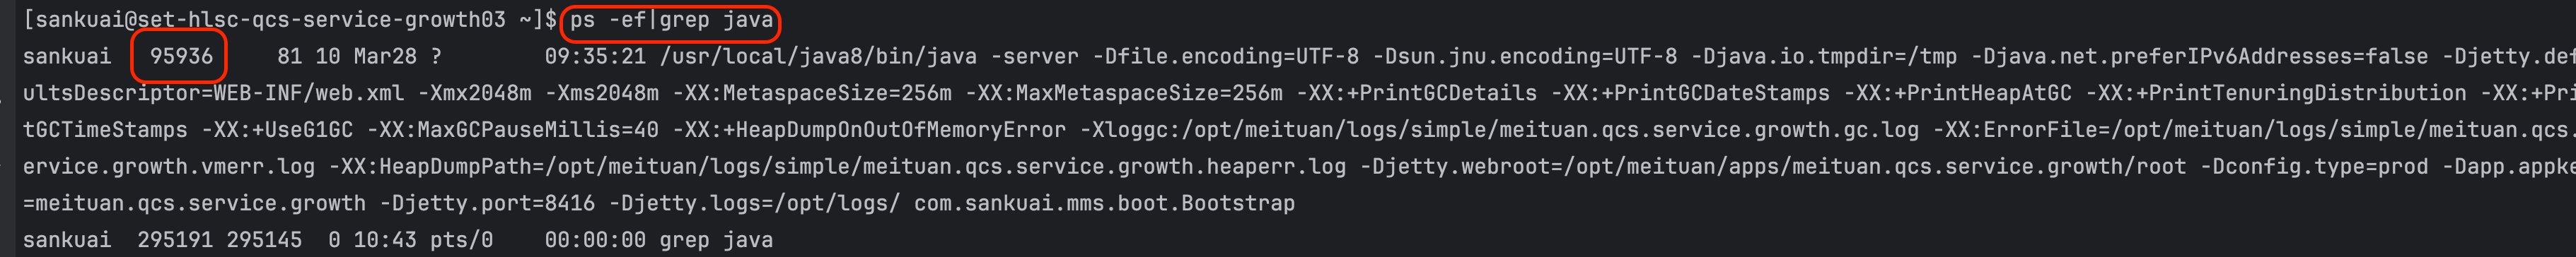 [sankuai@set-hlsc-qcs-service-growth03 ~]$ ps -ef|grep java
sankuai   95936     81 10 Mar28 ?        09:35:21 /usr/local/java8/bin/java -server -Dfile.encoding=UTF-8 -Dsun.jnu.encoding=UTF-8 -Djava.io.tmpdir=/tmp -Djava.net.preferIPv6Addresses=false -Djetty.def
ultsDescriptor=WEB-INF/web.xml -Xmx2048m -Xms2048m -XX:MetaspaceSize=256m -XX:MaxMetaspaceSize=256m -XX:+PrintGCDetails -XX:+PrintGCDateStamps -XX:+PrintHeapAtGC -XX:+PrintTenuringDistribution -XX:+Pri
tGCTimeStamps -XX:+UseG1GC -XX:MaxGCPauseMillis=40 -XX:+HeapDumpOnOutOfMemoryError -Xloggc:/opt/meituan/logs/simple/meituan.qcs.service.growth.gc.log -XX:ErrorFile=/opt/meituan/logs/simple/meituan.qcs.
ervice.growth.vmerr.log -XX:HeapDumpPath=/opt/meituan/logs/simple/meituan.qcs.service.growth.heaperr.log -Djetty.webroot=/opt/meituan/apps/meituan.qcs.service.growth/root -Dconfig.type=prod -Dapp.appke
=meituan.qcs.service.growth -Djetty.port=8416 -Djetty.logs=/opt/logs/ com.sankuai.mms.boot.Bootstrap
sankuai  295191 295145  0 10:43 pts/0    00:00:00 grep java